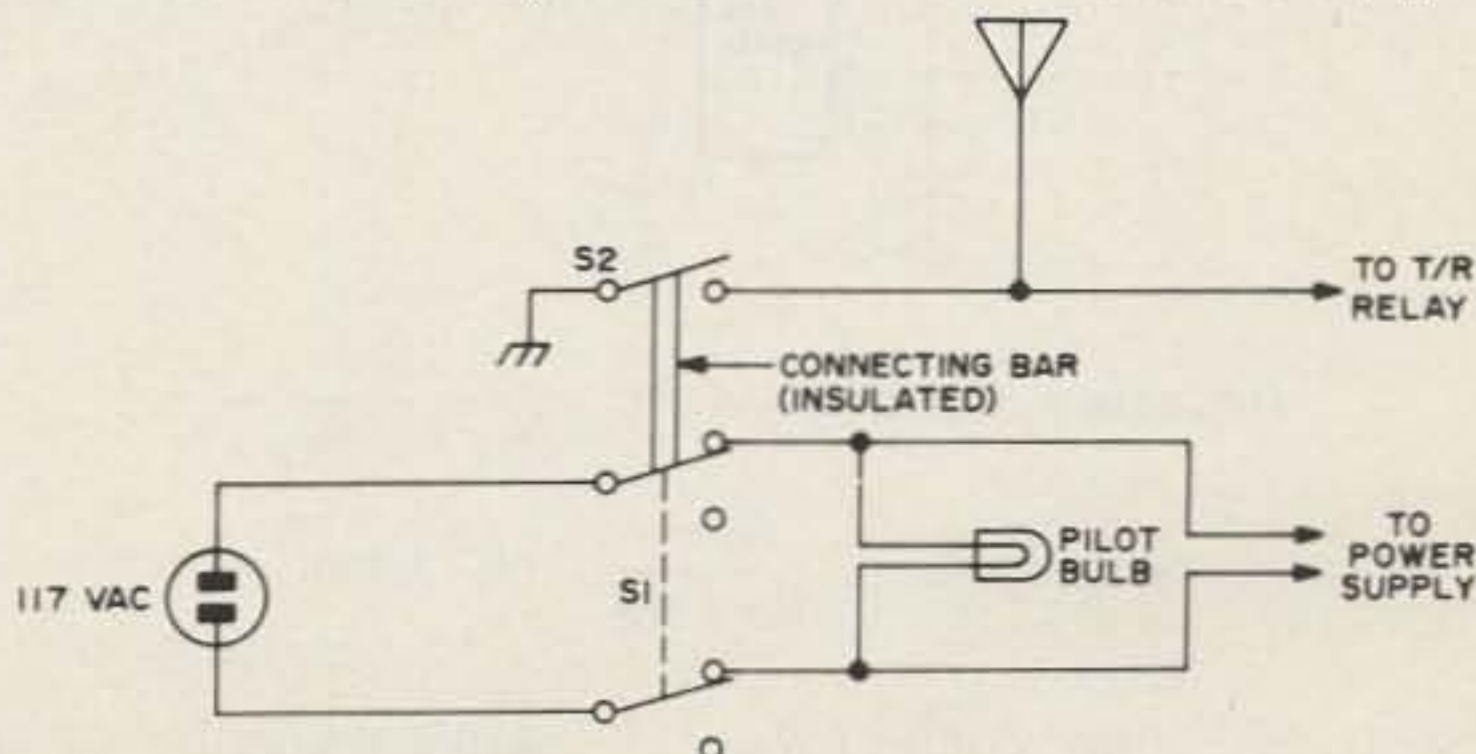 S2
TO T/R
RELAY
CONNECTING BAR
(INSULATED)
117 VAC
S1
PILOT
BULB
TO
POWER
SUPPLY